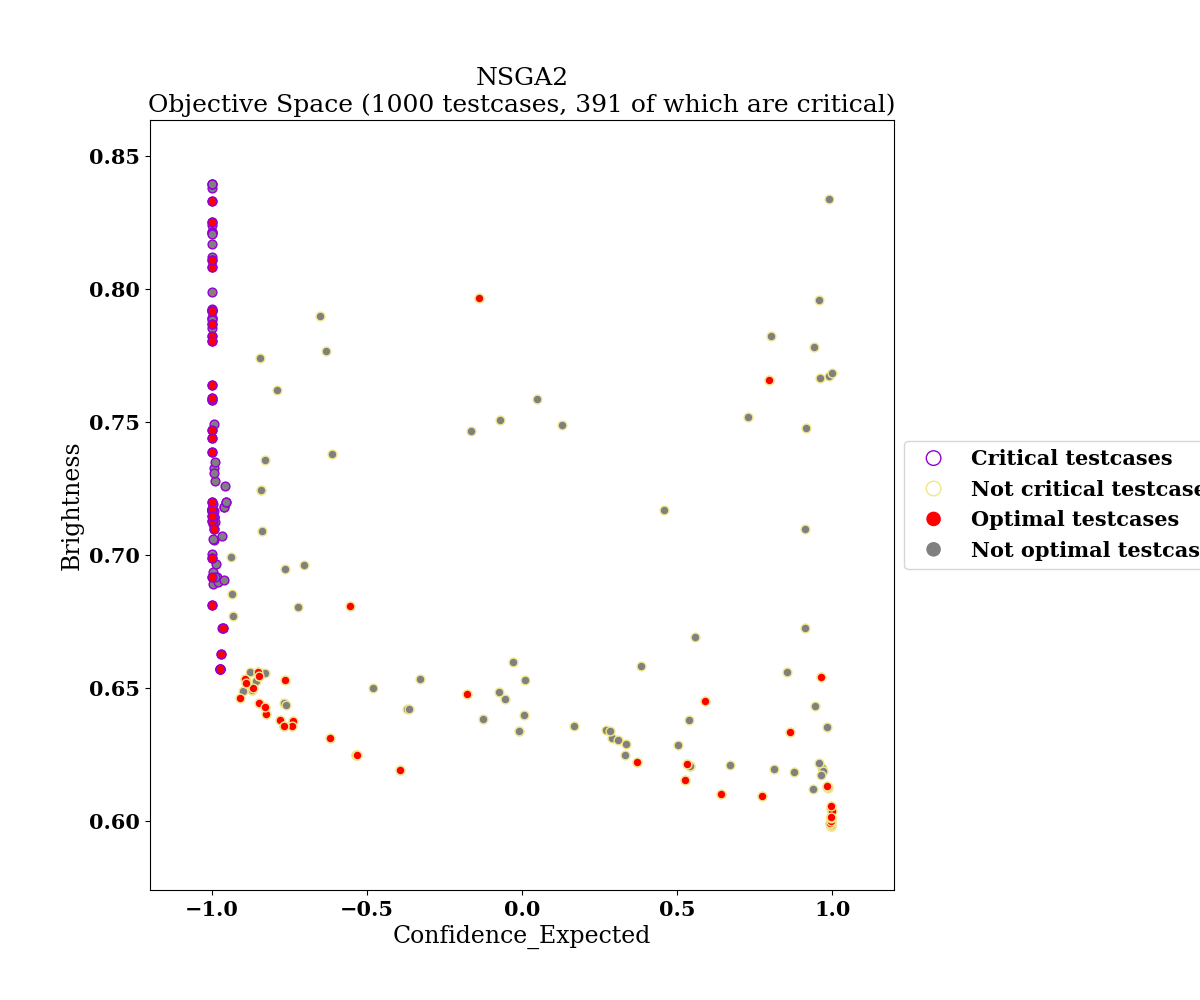 NSGA2
Objective Space (1000 testcases, 391 of which are critical)
0.85
0.80
0.75
0.70
0.65
0.60
Brightness
−1.0 −0.5 0.0 0.5 1.0
Confidence_Expected
Critical testcases
Not critical testcase
Optimal testcases
Not optimal testcas